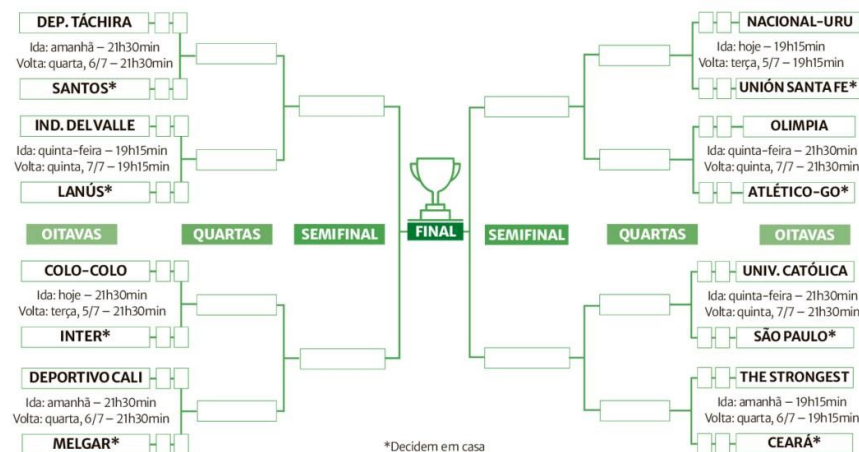 DEP. TÁCHIRA
Ida: amanhã – 21h30min
Volta: quarta, 6/7 – 21h30min
SANTOS*
IND. DEL VALLE
Ida: quinta-feira – 19h15min
Volta: quinta, 7/7 – 19h15min
LANÚS*
NACIONAL-URU
Ida: hoje – 19h15min
Volta: terça, 5/7 – 19h15min
UNIÓN SANTA FE*
OLIMPIA
Ida: quinta-feira – 21h30min
Volta: quinta, 7/7 – 21h30min
ATLÉTICO-GO*
OITAVAS QUARTAS SEMIFINAL FINAL SEMIFINAL QUARTAS OITAVAS
COLO-COLO
Ida: hoje – 21h30min
Volta: terça, 5/7 – 21h30min
INTER*
DEPORTIVO CALI
Ida: amanhã – 21h30min
Volta: quarta, 6/7 – 21h30min
MELGAR*
UNIV. CATÓLICA
Ida: quinta-feira – 21h30min
Volta: quinta, 7/7 – 21h30min
SÃO PAULO*
THE STRONGEST
Ida: amanhã – 19h15min
Volta: quarta, 6/7 – 19h15min
CEARÁ*
*Decidem em casa